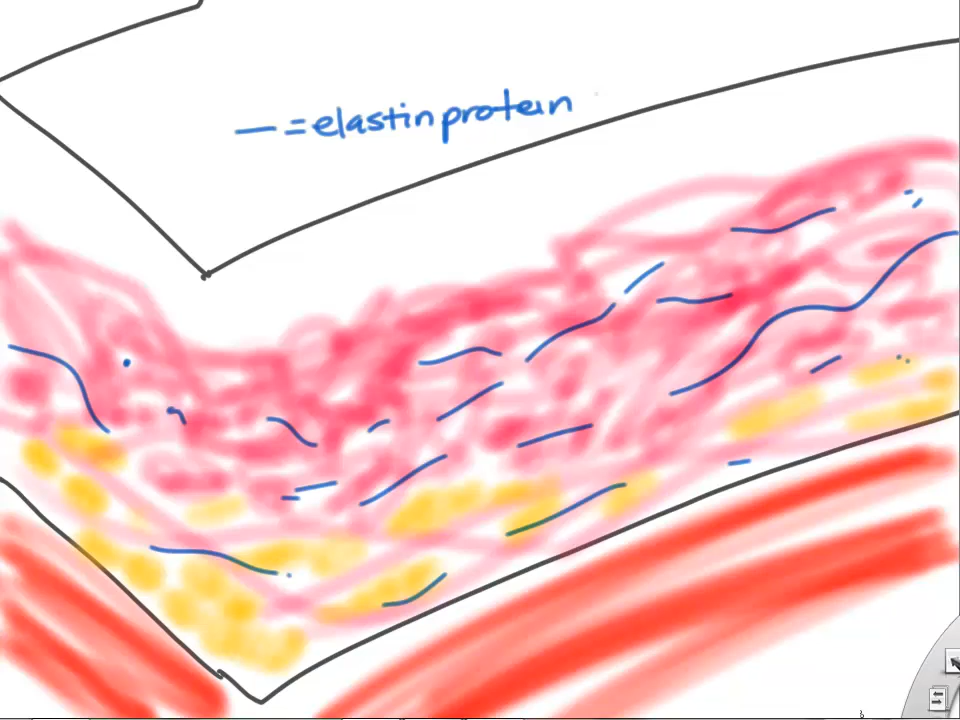 — = elastin protein